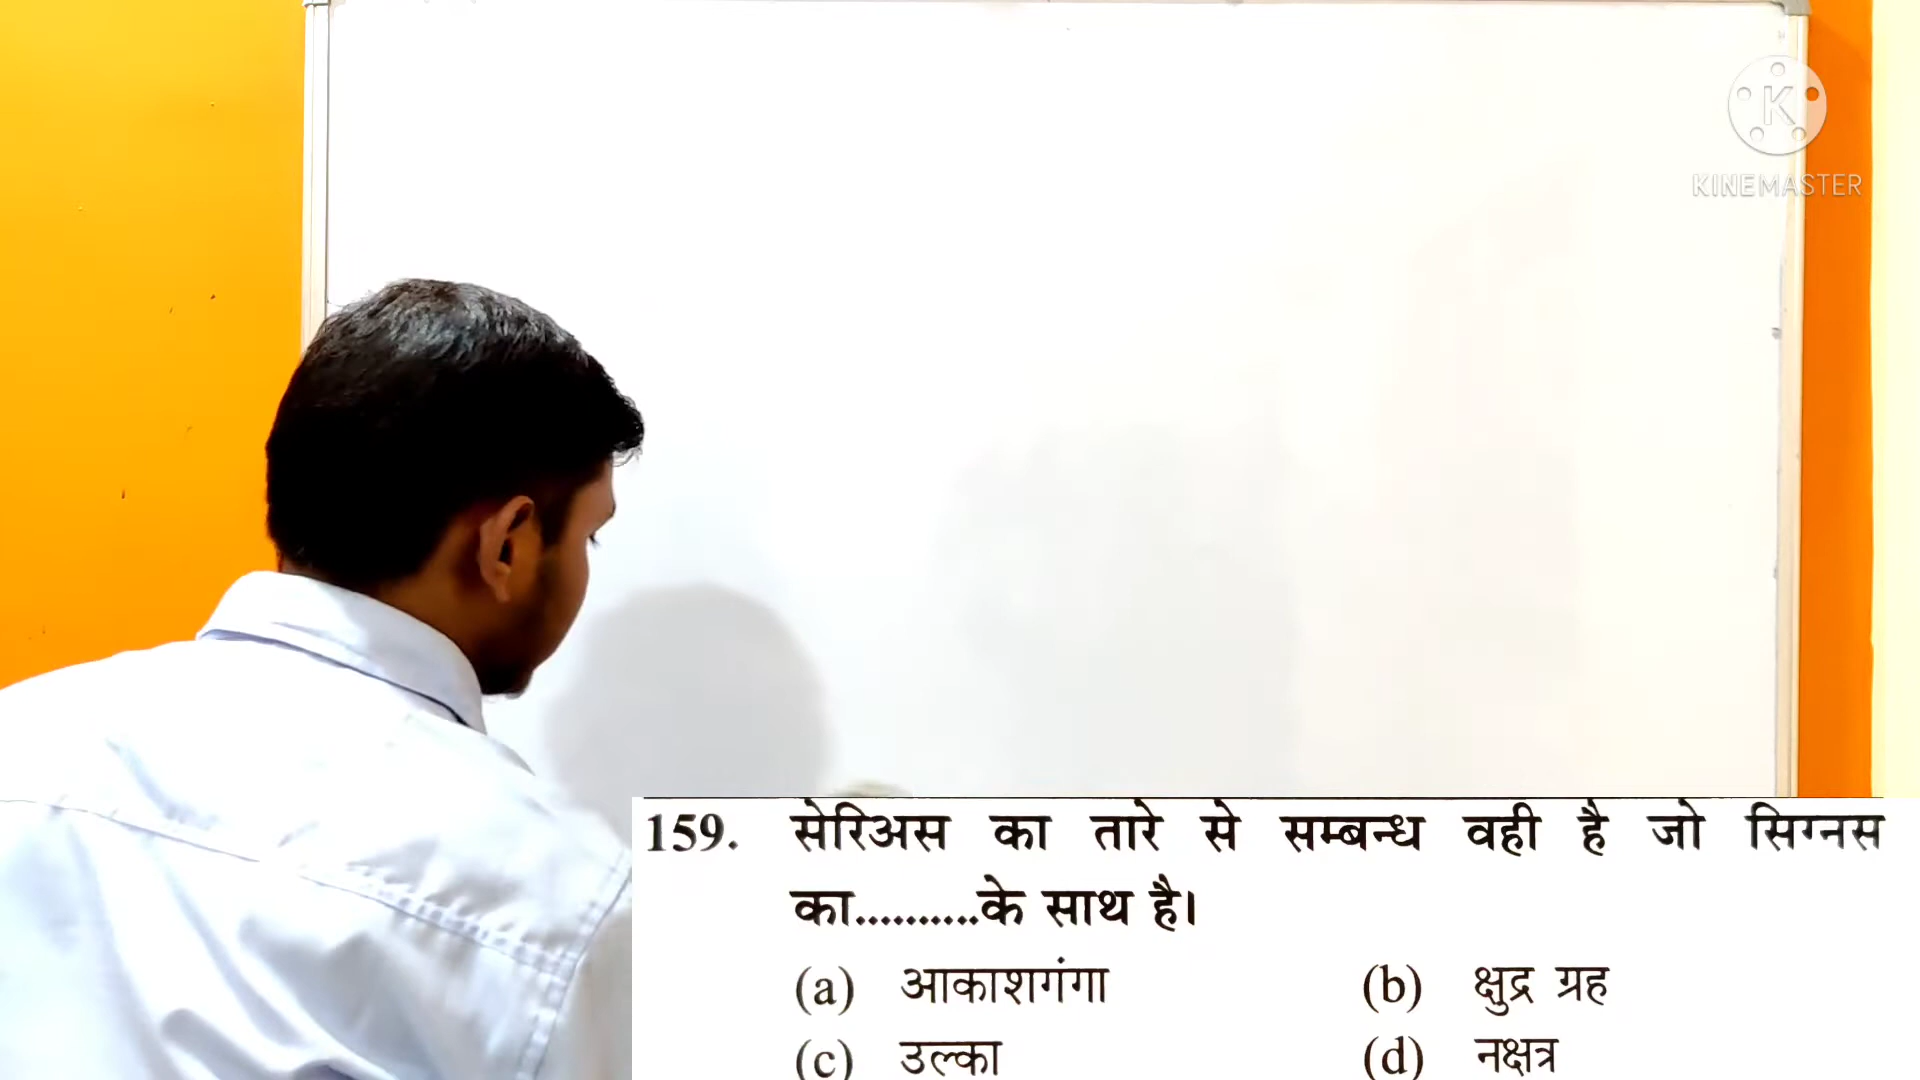 K
KINEMASTER
159. सेरिअस का तारे से सम्बन्ध वही है जो सिग्नस
का...........के साथ है।
(a) आकाशगंगा (b) क्षुद्र ग्रह
(c) उल्का (d) नक्षत्र